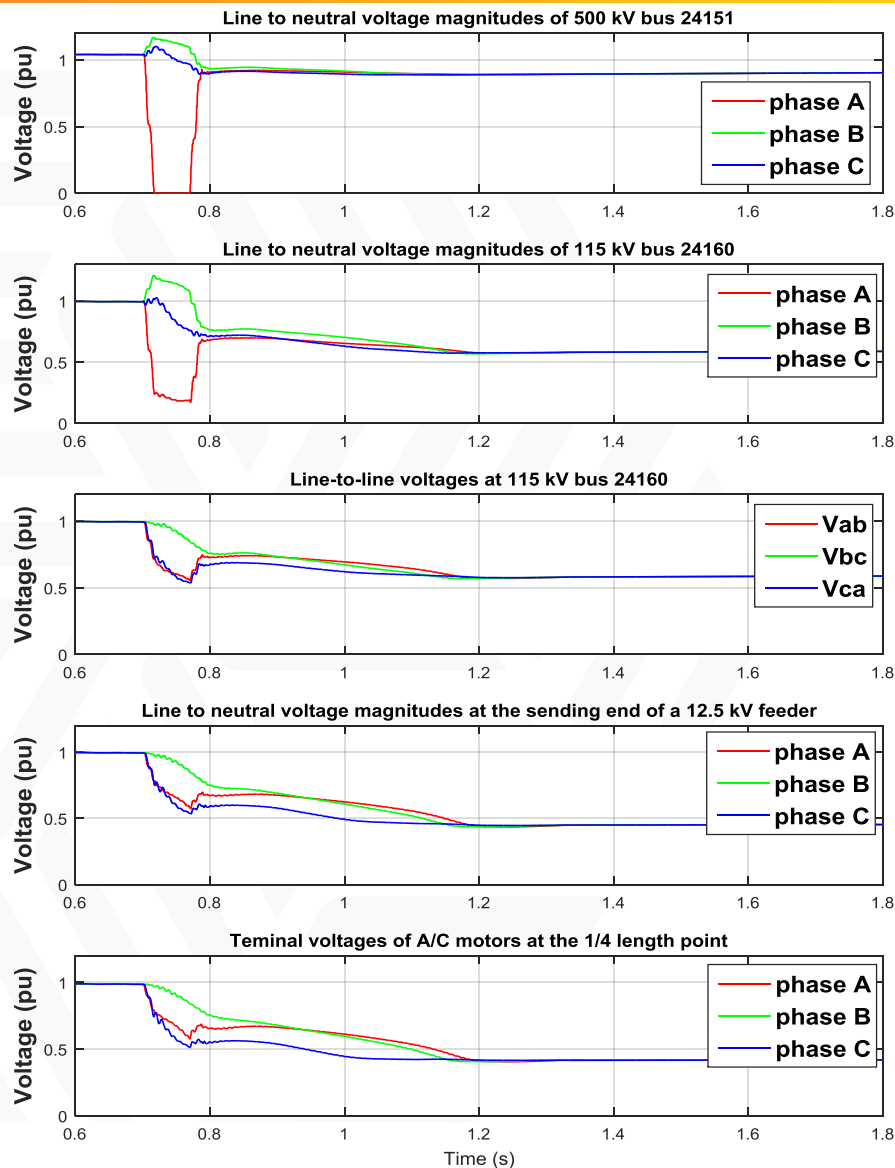 Line to neutral voltage magnitudes of 500 kV bus 24151
Voltage (pu)
1
0.5
0
phase A
phase B
phase C
0.6 0.8 1 1.2 1.4 1.6 1.8
Line to neutral voltage magnitudes of 115 kV bus 24160
Voltage (pu)
1
0.5
0
phase A
phase B
phase C
0.6 0.8 1 1.2 1.4 1.6 1.8
Line-to-line voltages at 115 kV bus 24160
Voltage (pu)
1
0.5
0
Vab
Vbc
Vca
0.6 0.8 1 1.2 1.4 1.6 1.8
Line to neutral voltage magnitudes at the sending end of a 12.5 kV feeder
Voltage (pu)
1
0.5
0
phase A
phase B
phase C
0.6 0.8 1 1.2 1.4 1.6 1.8
Teminal voltages of A/C motors at the 1/4 length point
Voltage (pu)
1
0.5
0
phase A
phase B
phase C
0.6 0.8 1 1.2 1.4 1.6 1.8
Time (s)